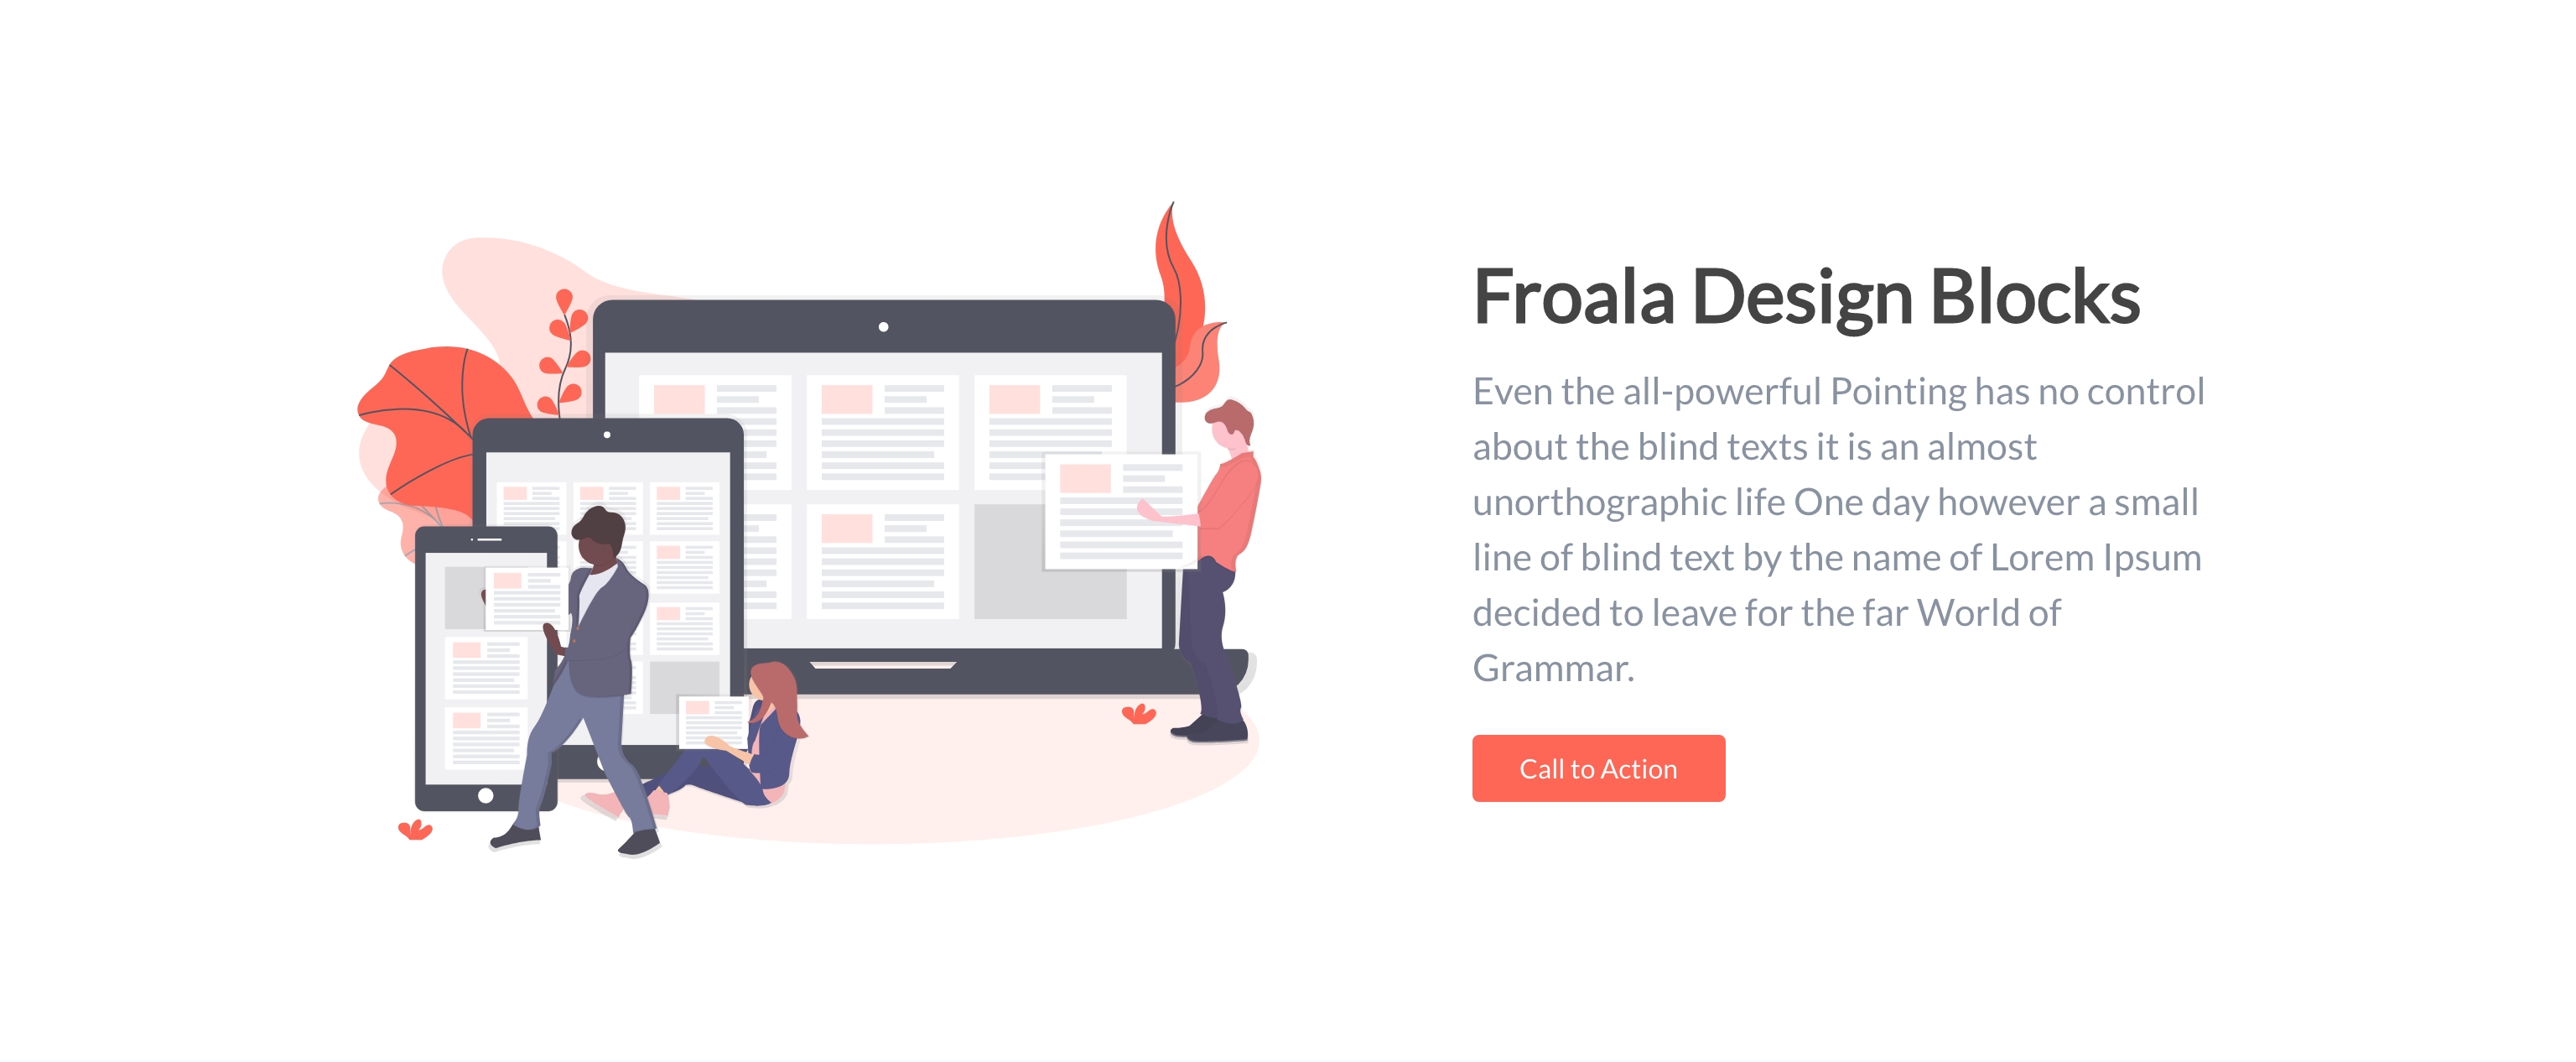 Froala Design Blocks
Even the all-powerful Pointing has no control
about the blind texts it is an almost
unorthographic life One day however a small
line of blind text by the name of Lorem Ipsum
decided to leave for the far World of
Grammar.
Call to Action